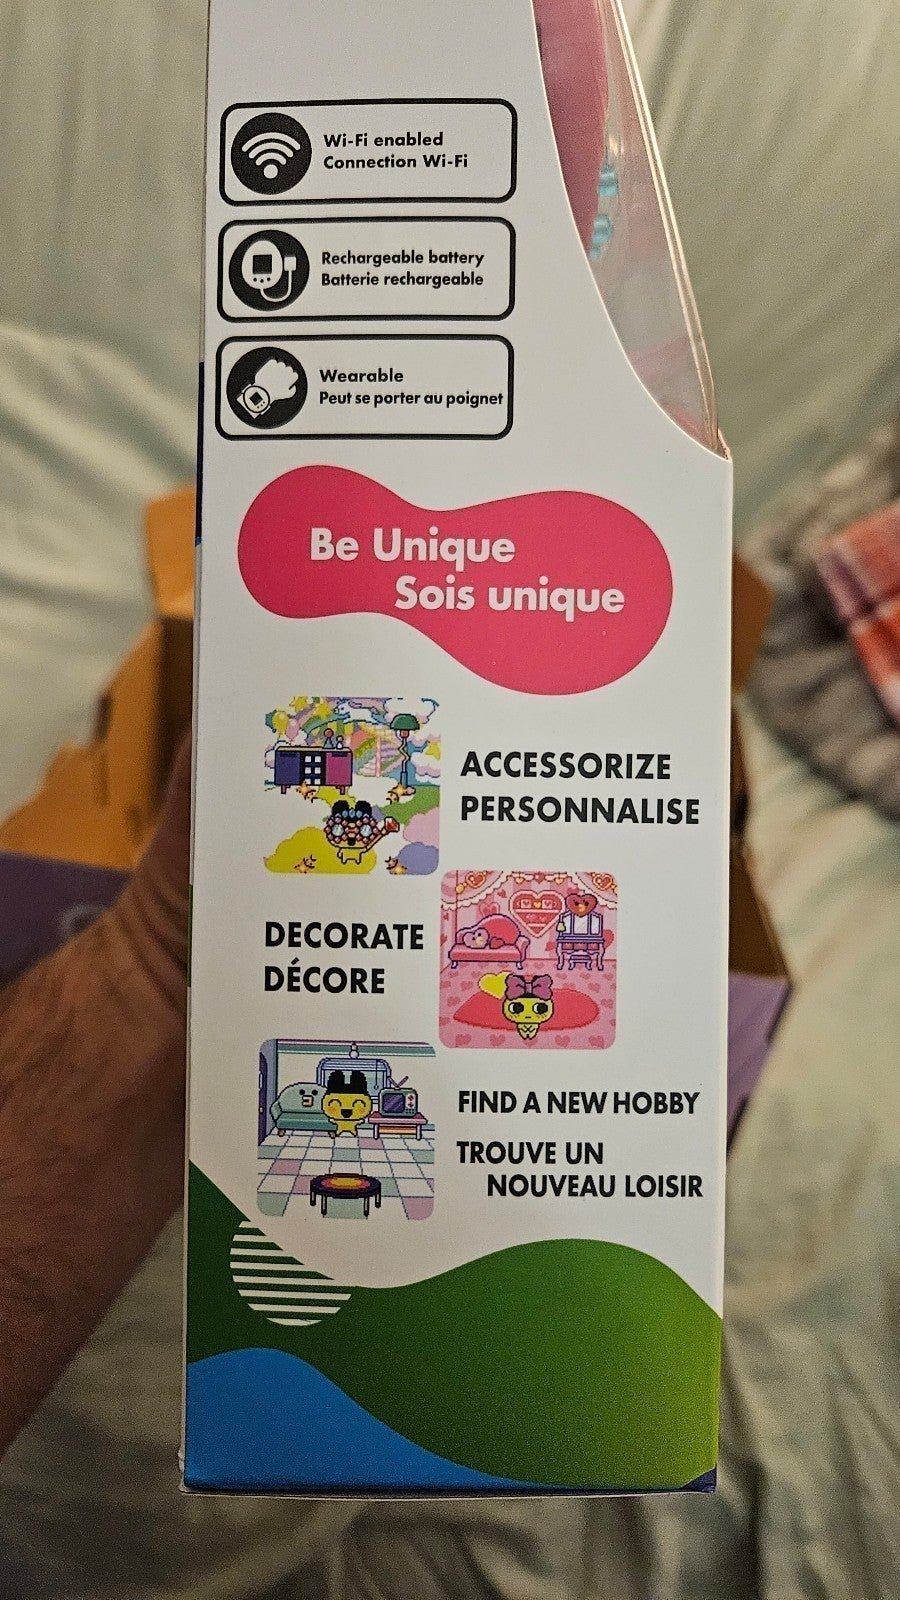 Wi-Fi enabled
Connection Wi-Fi
Rechargeable battery
Batterie rechargeable
Wearable
Peut se porter au poignet
Be Unique
Sois unique
ACCESSORIZE
PERSONNALISE
DECORATE
DÉCORE
FIND A NEW HOBBY
TROUVE UN
NOUVEAU LOISIR